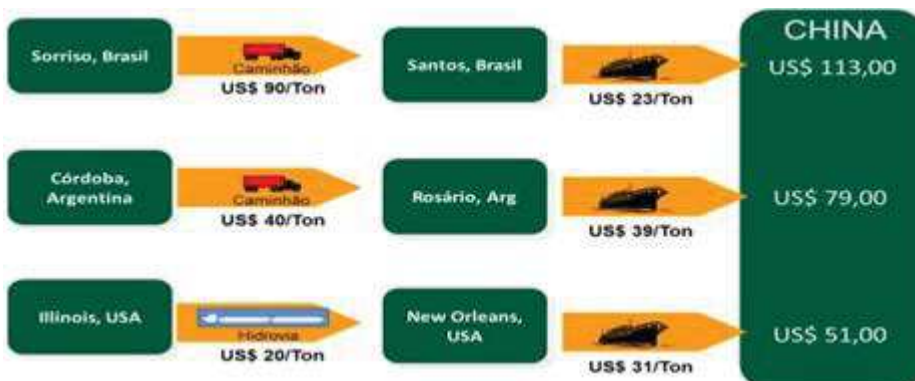 CHINA
Sorriso, Brasil
Caminhão
US$ 90/Ton
Santos, Brasil
US$ 23/Ton
US$ 113,00
Córdoba,
Argentina
Caminhão
US$ 40/Ton
Rosário, Arg
US$ 39/Ton
US$ 79,00
Illinois, USA
Hidrovia
US$ 20/Ton
New Orleans,
USA
US$ 31/Ton
US$ 51,00